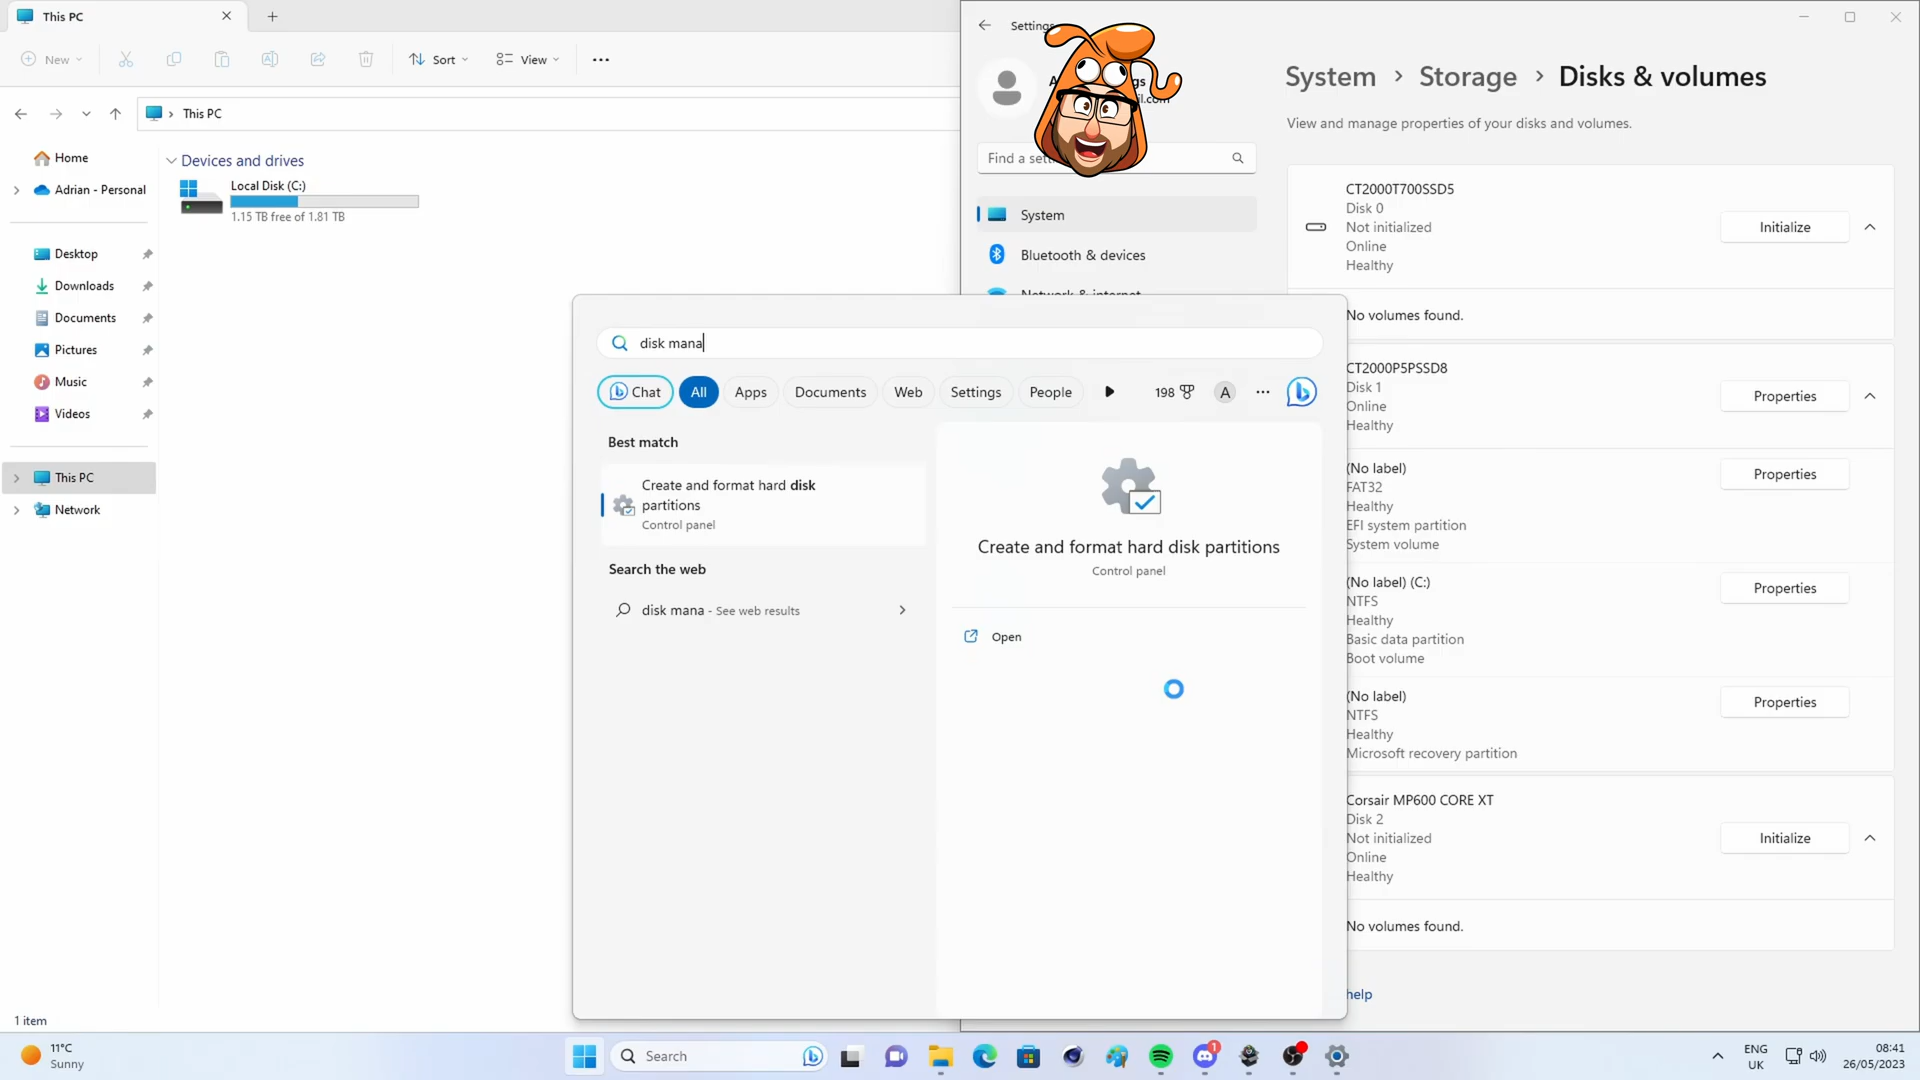 This PC
New
Sort
View
This PC
Home
Adrian - Personal
Desktop
Downloads
Documents
Pictures
Music
Videos
This PC
Network
Devices and drives
Local Disk (C:)
1.15 TB free of 1.81 TB
1 item
Settings
Find a
System
Bluetooth & devices
Network & internet
System > Storage > Disks & volumes
View and manage properties of your disks and volumes.
CT2000T700SSD5
Disk 0
Not initialized
Online
Healthy
Initialize
No volumes found.
CT2000P5PSSD8
Disk 1
Online
Healthy
Properties
(No label)
FAT32
Healthy
EFI system partition
System volume
Properties
(No label) (C:)
NTFS
Healthy
Basic data partition
Boot volume
Properties
(No label)
NTFS
Healthy
Microsoft recovery partition
Properties
Corsair MP600 CORE XT
Disk 2
Not initialized
Online
Healthy
Initialize
No volumes found.
help
disk mana
Chat
All
Apps
Documents
Web
Settings
People
198
A
Best match
Create and format hard disk
partitions
Control panel
Search the web
disk mana - See web results
Create and format hard disk partitions
Control panel
Open
11°C
Sunny
Search
1
ENG
UK
08:41
26/05/2023